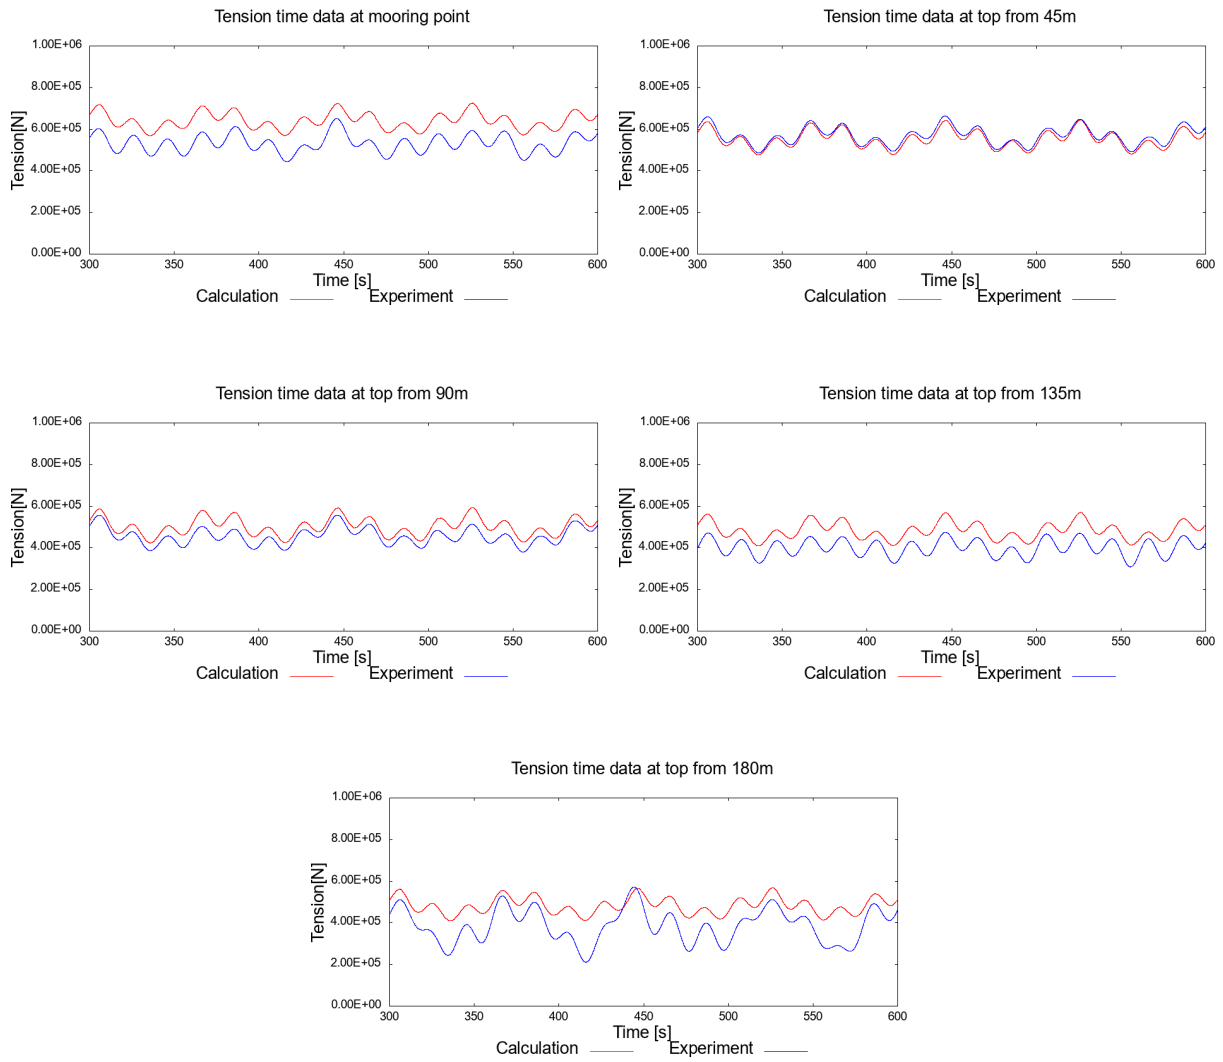 Tension time data at mooring point
1.00E+06
8.00E+05
6.00E+05
4.00E+05
2.00E+05
0.00E+00
Tension[N]
300 350 400 450 500 550 600
Time [s]
Calculation Experiment
Tension time data at top from 45m
1.00E+06
8.00E+05
6.00E+05
4.00E+05
2.00E+05
0.00E+00
Tension[N]
300 350 400 450 500 550 600
Time [s]
Calculation Experiment
Tension time data at top from 90m
1.00E+06
8.00E+05
6.00E+05
4.00E+05
2.00E+05
0.00E+00
Tension[N]
300 350 400 450 500 550 600
Time [s]
Calculation Experiment
Tension time data at top from 135m
1.00E+06
8.00E+05
6.00E+05
4.00E+05
2.00E+05
0.00E+00
Tension[N]
300 350 400 450 500 550 600
Time [s]
Calculation Experiment
Tension time data at top from 180m
1.00E+06
8.00E+05
6.00E+05
4.00E+05
2.00E+05
0.00E+00
Tension[N]
300 350 400 450 500 550 600
Time [s]
Calculation Experiment